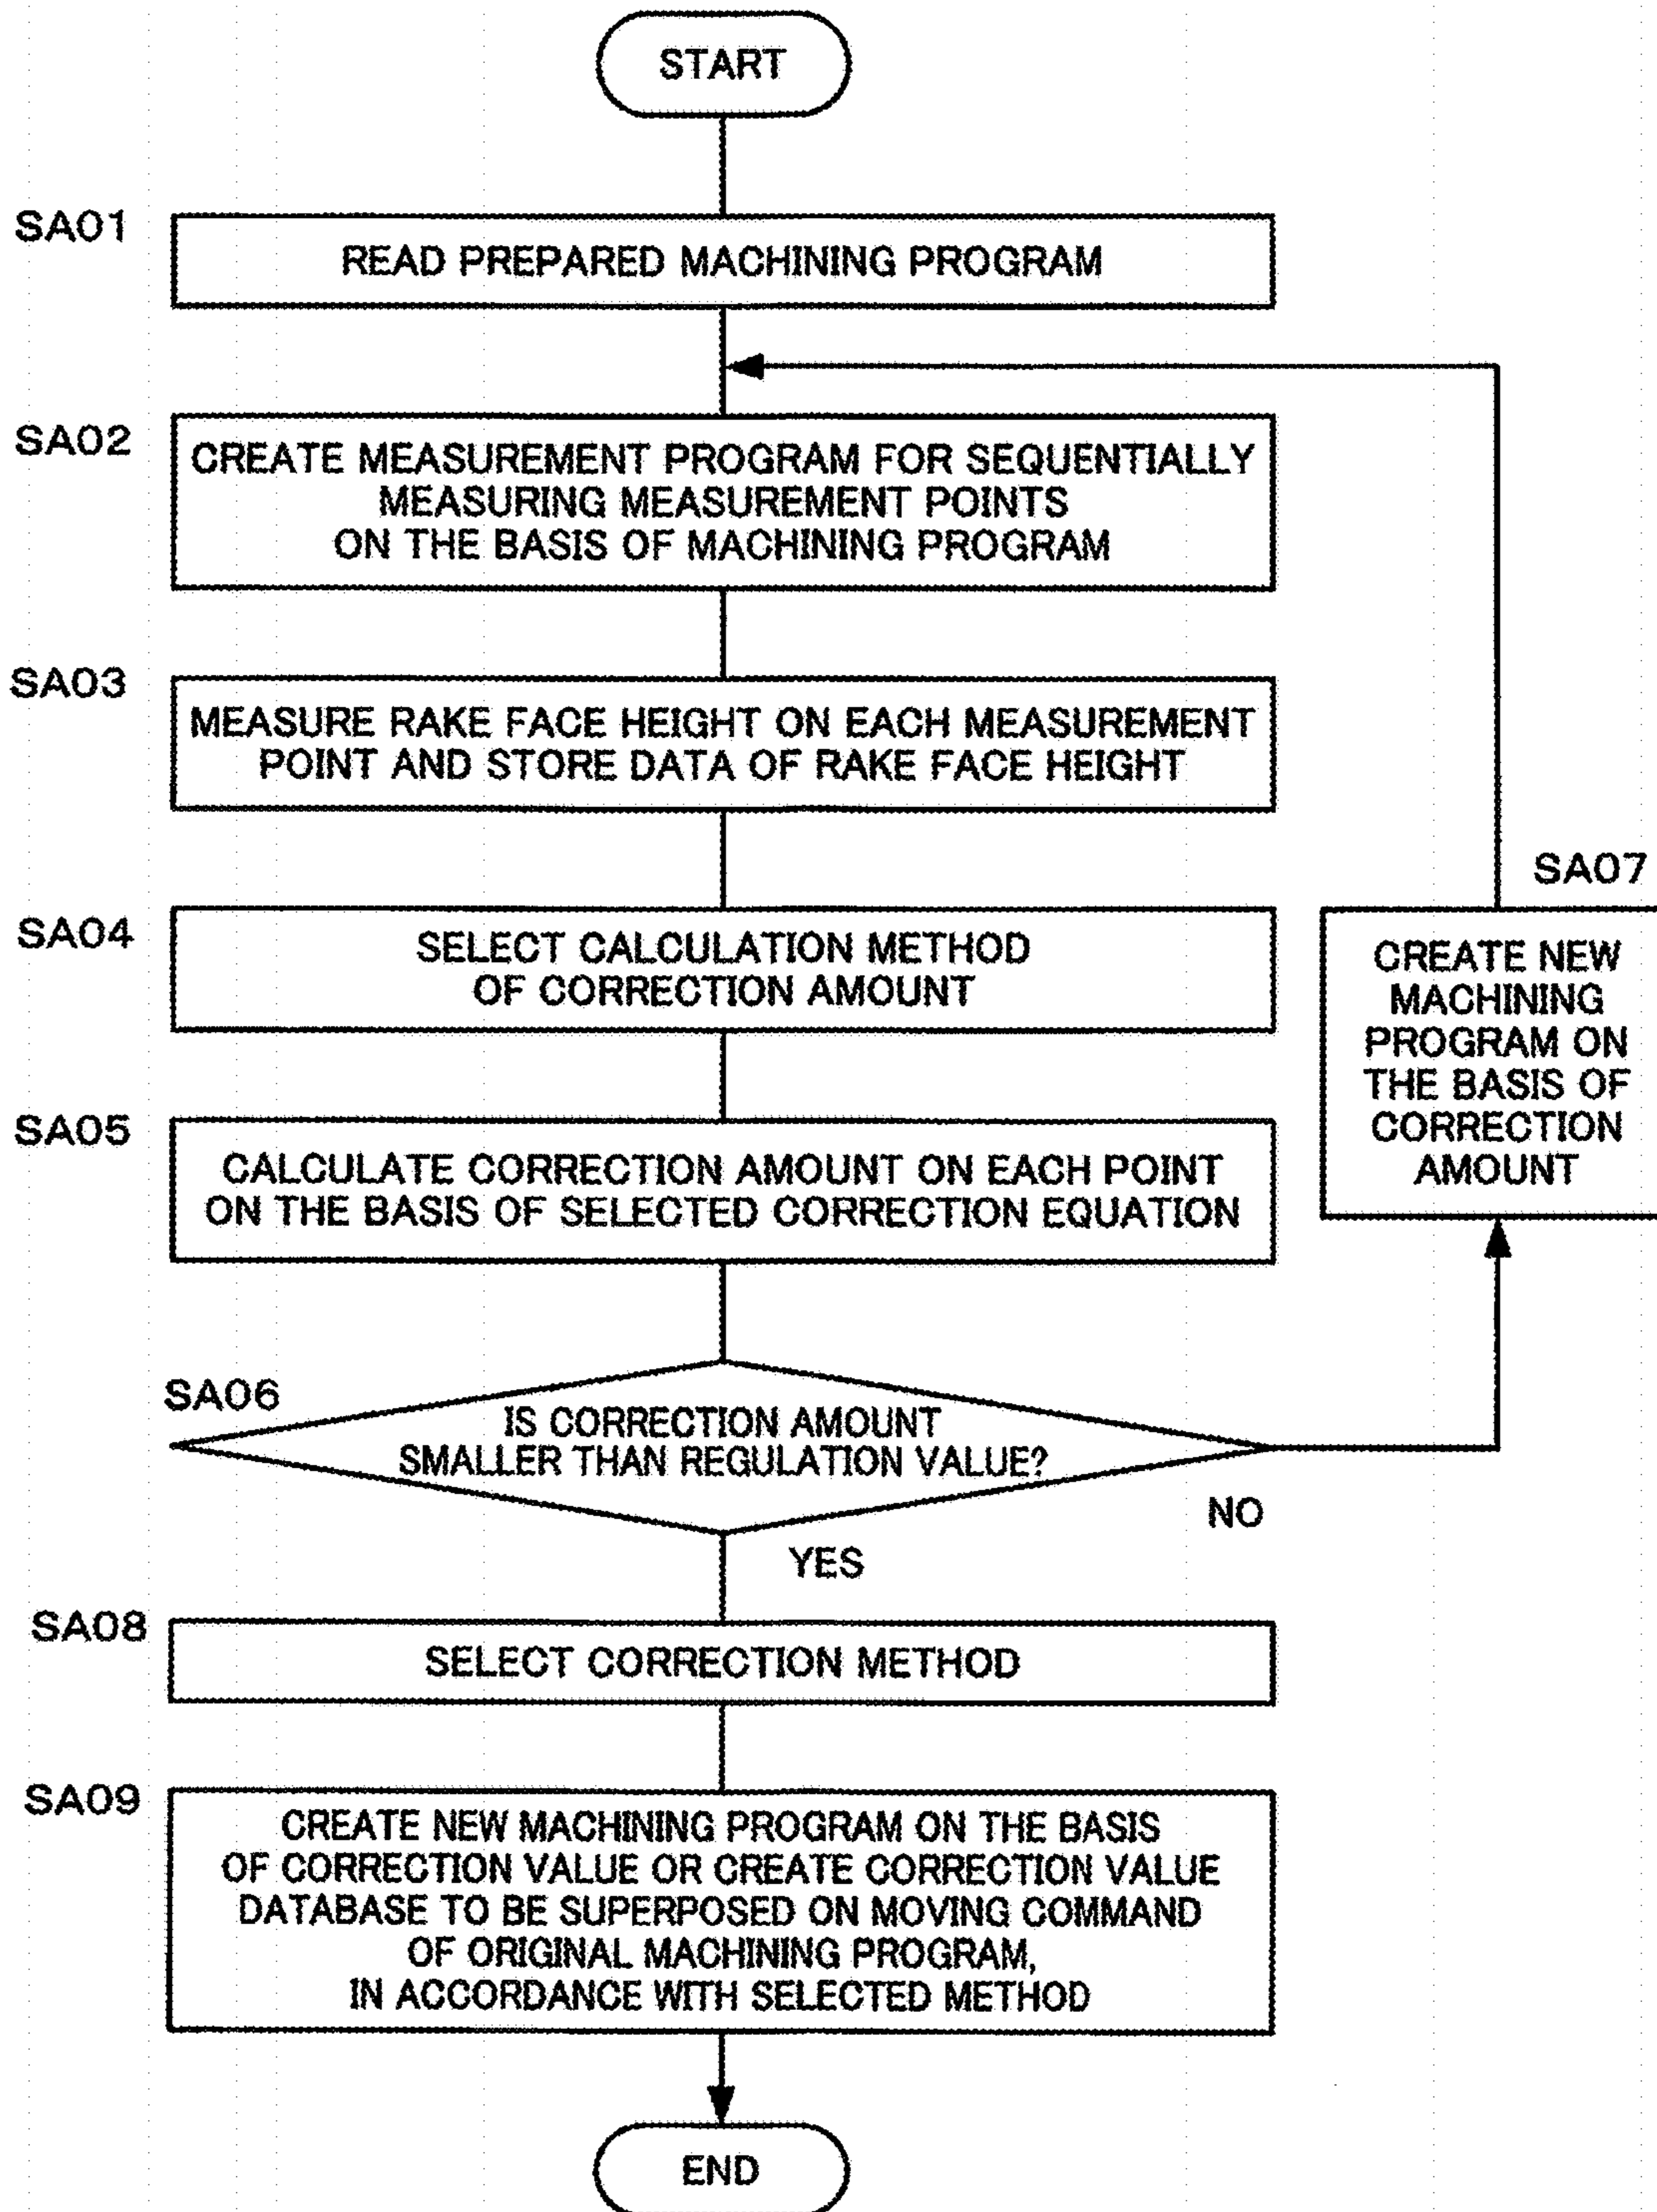 START
SA01
READ PREPARED MACHINING PROGRAM
SA02
CREATE MEASUREMENT PROGRAM FOR SEQUENTIALLY
MEASURING MEASUREMENT POINTS
ON THE BASIS OF MACHINING PROGRAM
SA03
MEASURE RAKE FACE HEIGHT ON EACH MEASUREMENT
POINT AND STORE DATA OF RAKE FACE HEIGHT
SA04
SELECT CALCULATION METHOD
OF CORRECTION AMOUNT
SA07
CREATE NEW
MACHINING
PROGRAM ON
THE BASIS OF
CORRECTION
AMOUNT
SA05
CALCULATE CORRECTION AMOUNT ON EACH POINT
ON THE BASIS OF SELECTED CORRECTION EQUATION
SA06
IS CORRECTION AMOUNT
SMALLER THAN REGULATION VALUE?
NO
YES
SA08
SELECT CORRECTION METHOD
SA09
CREATE NEW MACHINING PROGRAM ON THE BASIS
OF CORRECTION VALUE OR CREATE CORRECTION VALUE
DATABASE TO BE SUPERPOSED ON MOVING COMMAND
OF ORIGINAL MACHINING PROGRAM,
IN ACCORDANCE WITH SELECTED METHOD
END